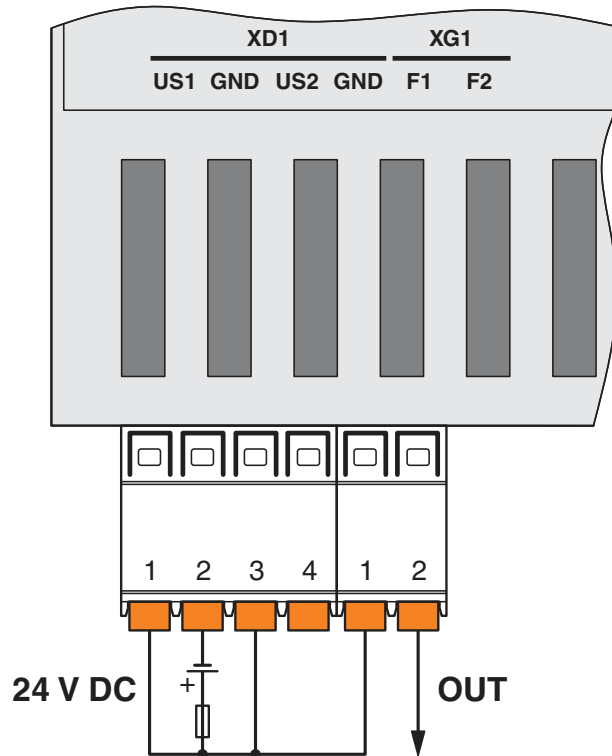 XD1 XG1
US1 GND US2 GND F1 F2
1 2 3 4 1 2
24 V DC + OUT